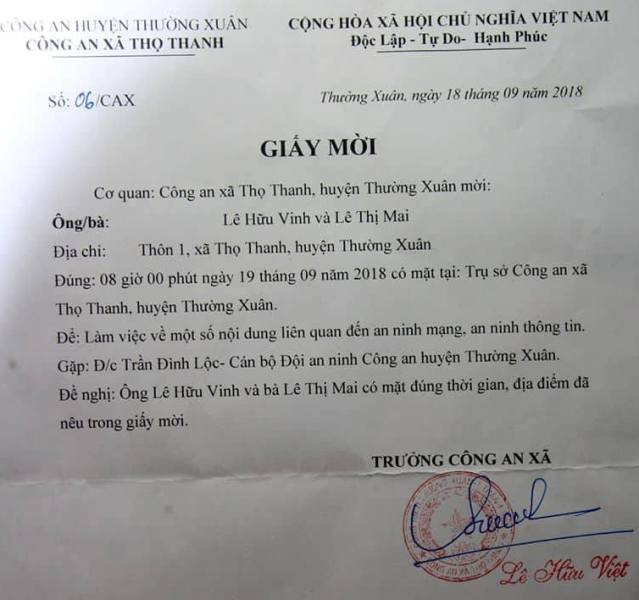 CÔNG AN HUYỆN THƯỜNG XUÂN
CÔNG AN XÃ THỌ THANH
CỘNG HÒA XÃ HỘI CHỦ NGHĨA VIỆT NAM
Độc Lập - Tự Do- Hạnh Phúc
Số: 06/CAX
Thường Xuân, ngày 18 tháng 09 năm 2018
GIẤY MỜI
Cơ quan: Công an xã Thọ Thanh, huyện Thường Xuân mời:
Ông/bà: Lê Hữu Vinh và Lê Thị Mai
Địa chỉ: Thôn 1, xã Thọ Thanh, huyện Thường Xuân
Đúng: 08 giờ 00 phút ngày 19 tháng 09 năm 2018 có mặt tại: Trụ sở Công an xã
Thọ Thanh, huyện Thường Xuân.
Để: Làm việc về một số nội dung liên quan đến an ninh mạng, an ninh thông tin.
Gặp: Đ/c Trần Đình Lộc- Cán bộ Đội an ninh Công an huyện Thường Xuân.
Đề nghị: Ông Lê Hữu Vinh và bà Lê Thị Mai có mặt đúng thời gian, địa điểm đã
nêu trong giấy mời.
TRƯỞNG CÔNG AN XÃ
Lê Hữu Việt